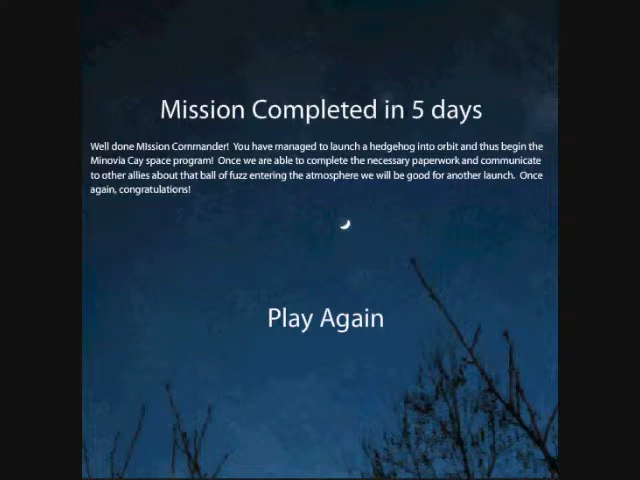 Mission Completed in 5 days
Well done MIssion Commander! You have managed to launch a hedgehog into orbit and thus begin the
Minovia Cay space program! Once we are able to complete the necessary paperwork and communicate
to other allies about that ball of fuzz entering the atmosphere we will be good for another launch. Once
again, congratulations!
Play Again